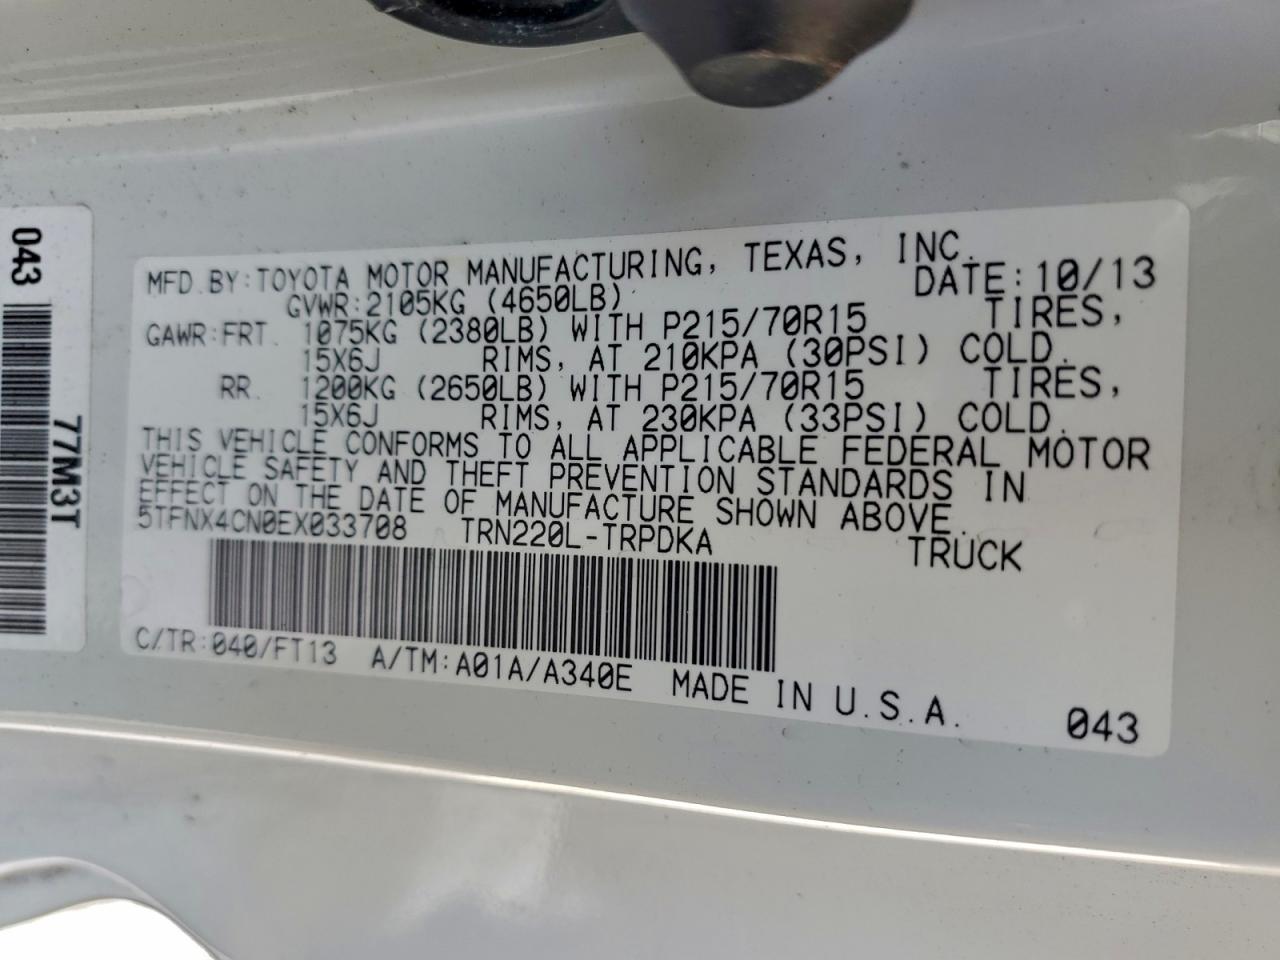 MFD. BY: TOYOTA MOTOR MANUFACTURING, TEXAS, INC.
GVWR: 2105KG (4650LB) DATE: 10/13
GAWR: FRT. 1075KG (2380LB) WITH P215/70R15 TIRES,
15X6J RIMS, AT 210KPA (30PSI) COLD.
RR. 1200KG (2650LB) WITH P215/70R15 TIRES,
15X6J RIMS, AT 230KPA (33PSI) COLD.
THIS VEHICLE CONFORMS TO ALL APPLICABLE FEDERAL MOTOR
VEHICLE SAFETY AND THEFT PREVENTION STANDARDS IN
EFFECT ON THE DATE OF MANUFACTURE SHOWN ABOVE.
5TFNX4CN0EX033708 TRN220L-TRPDKA TRUCK
C/TR: 040/FT13 A/TM: A01A/A340E MADE IN U.S.A.
043
043
77M3T